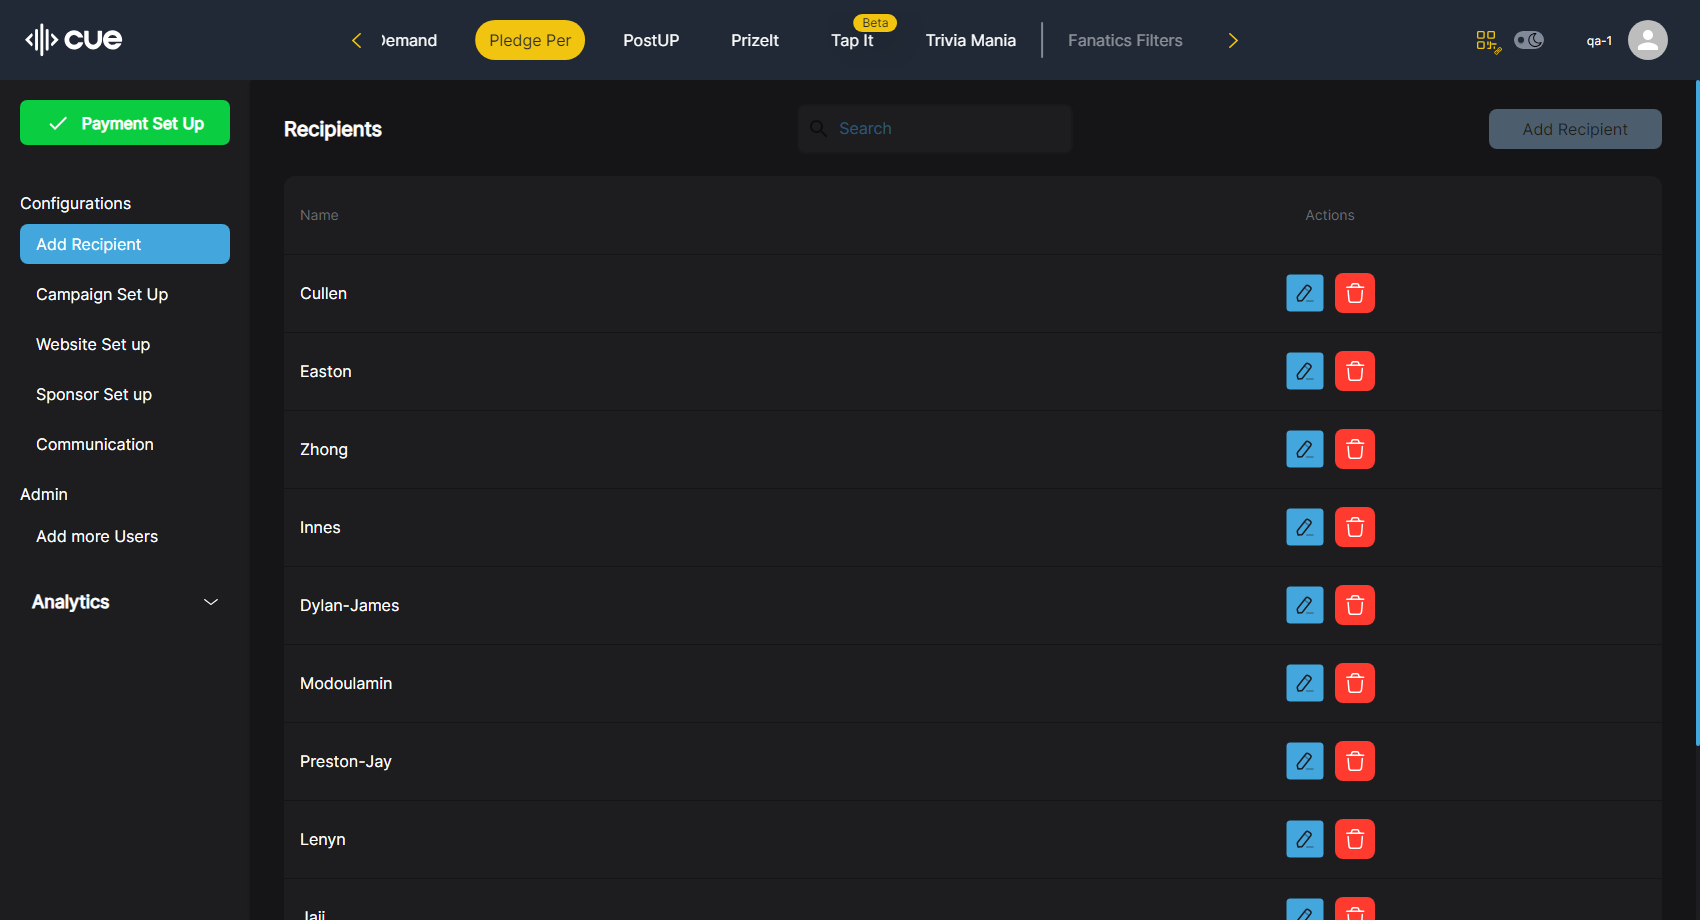 cue
Demand
Pledge Per
PostUP
PrizeIt
Beta
Tap It
Trivia Mania
Fanatics Filters
qa-1
Payment Set Up
Configurations
Add Recipient
Campaign Set Up
Website Set up
Sponsor Set up
Communication
Admin
Add more Users
Analytics
Recipients
Search
Add Recipient
Name
Actions
Cullen
Easton
Zhong
Innes
Dylan-James
Modoulamin
Preston-Jay
Lenyn